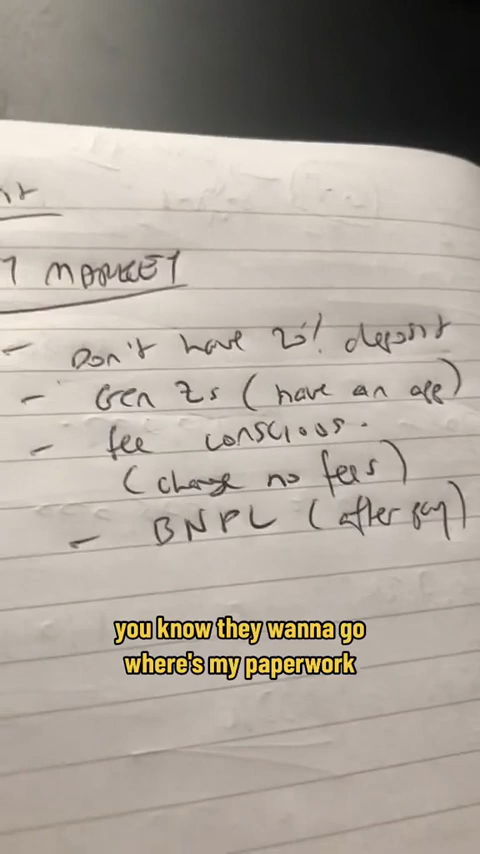 MARKET
- Don't have 20% deposit
- Gen Zs (have an app)
- fee conscious.
(charge no fees)
- BNPL (after pay)
you know they wanna go
where's my paperwork